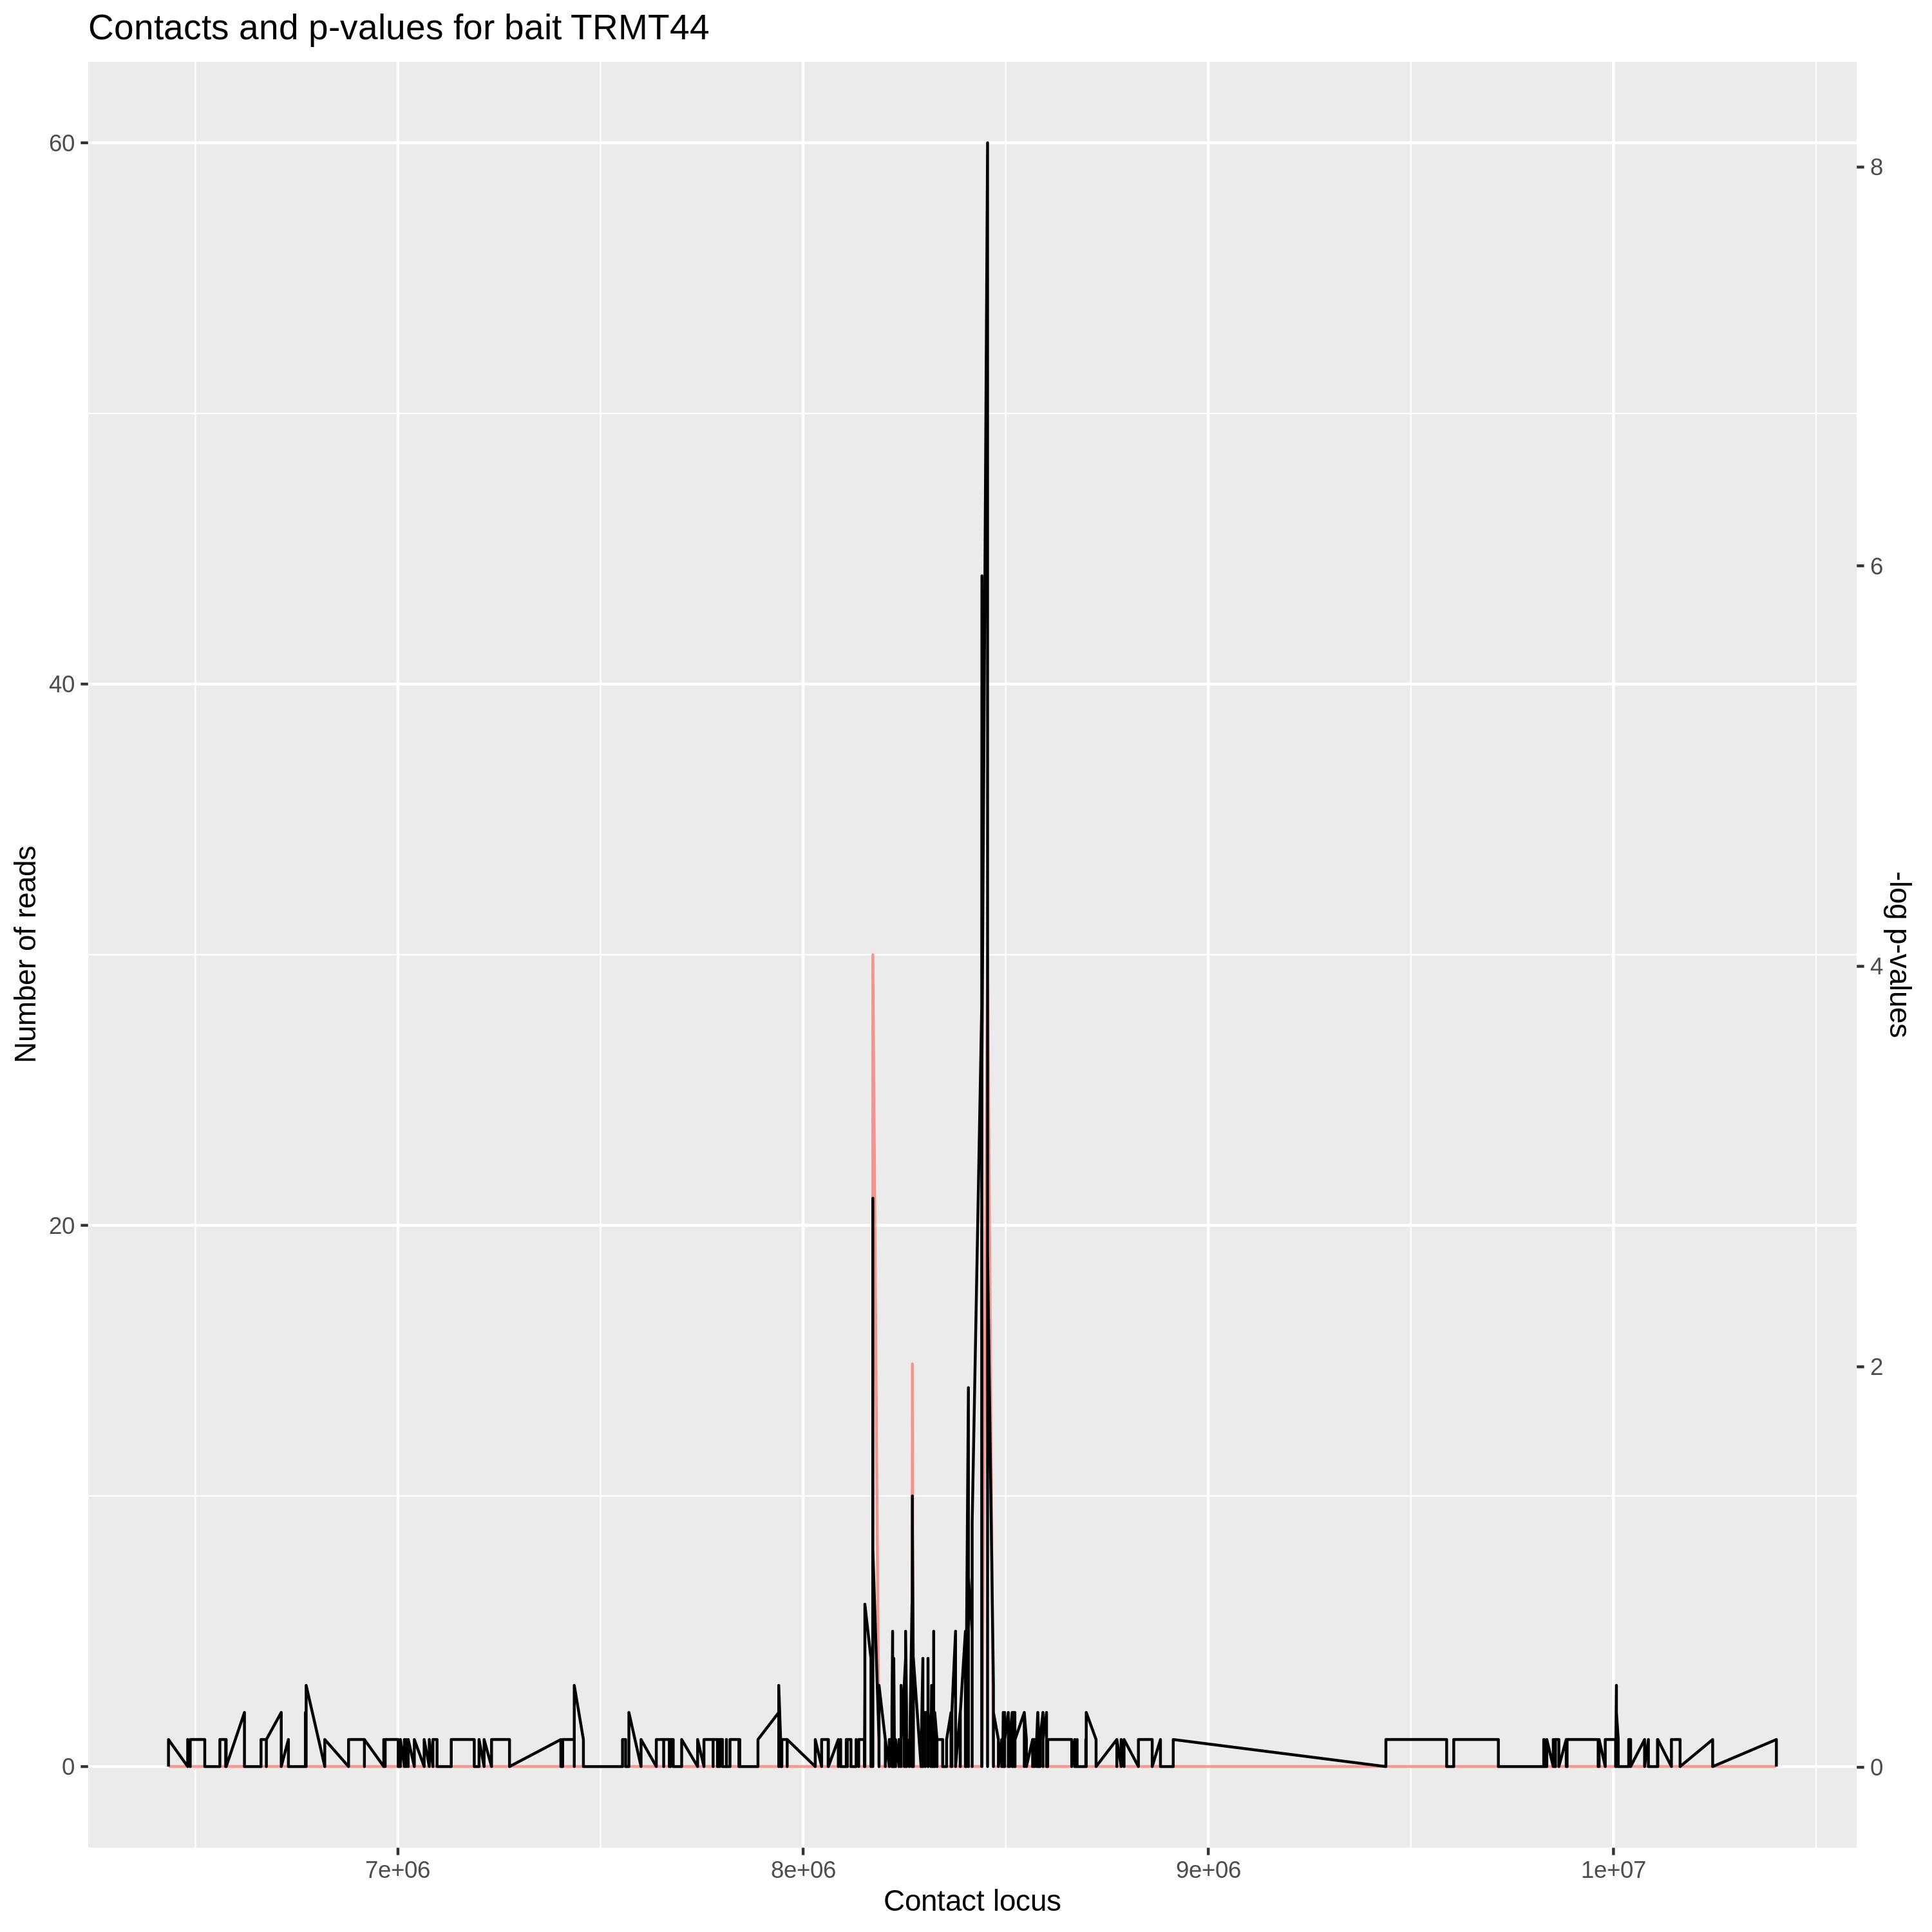 Contacts and p-values for bait TRMT44
60
40
20
0
Number of reads
8
6
4
2
0
-log p-values
7e+06
8e+06
9e+06
1e+07
Contact locus